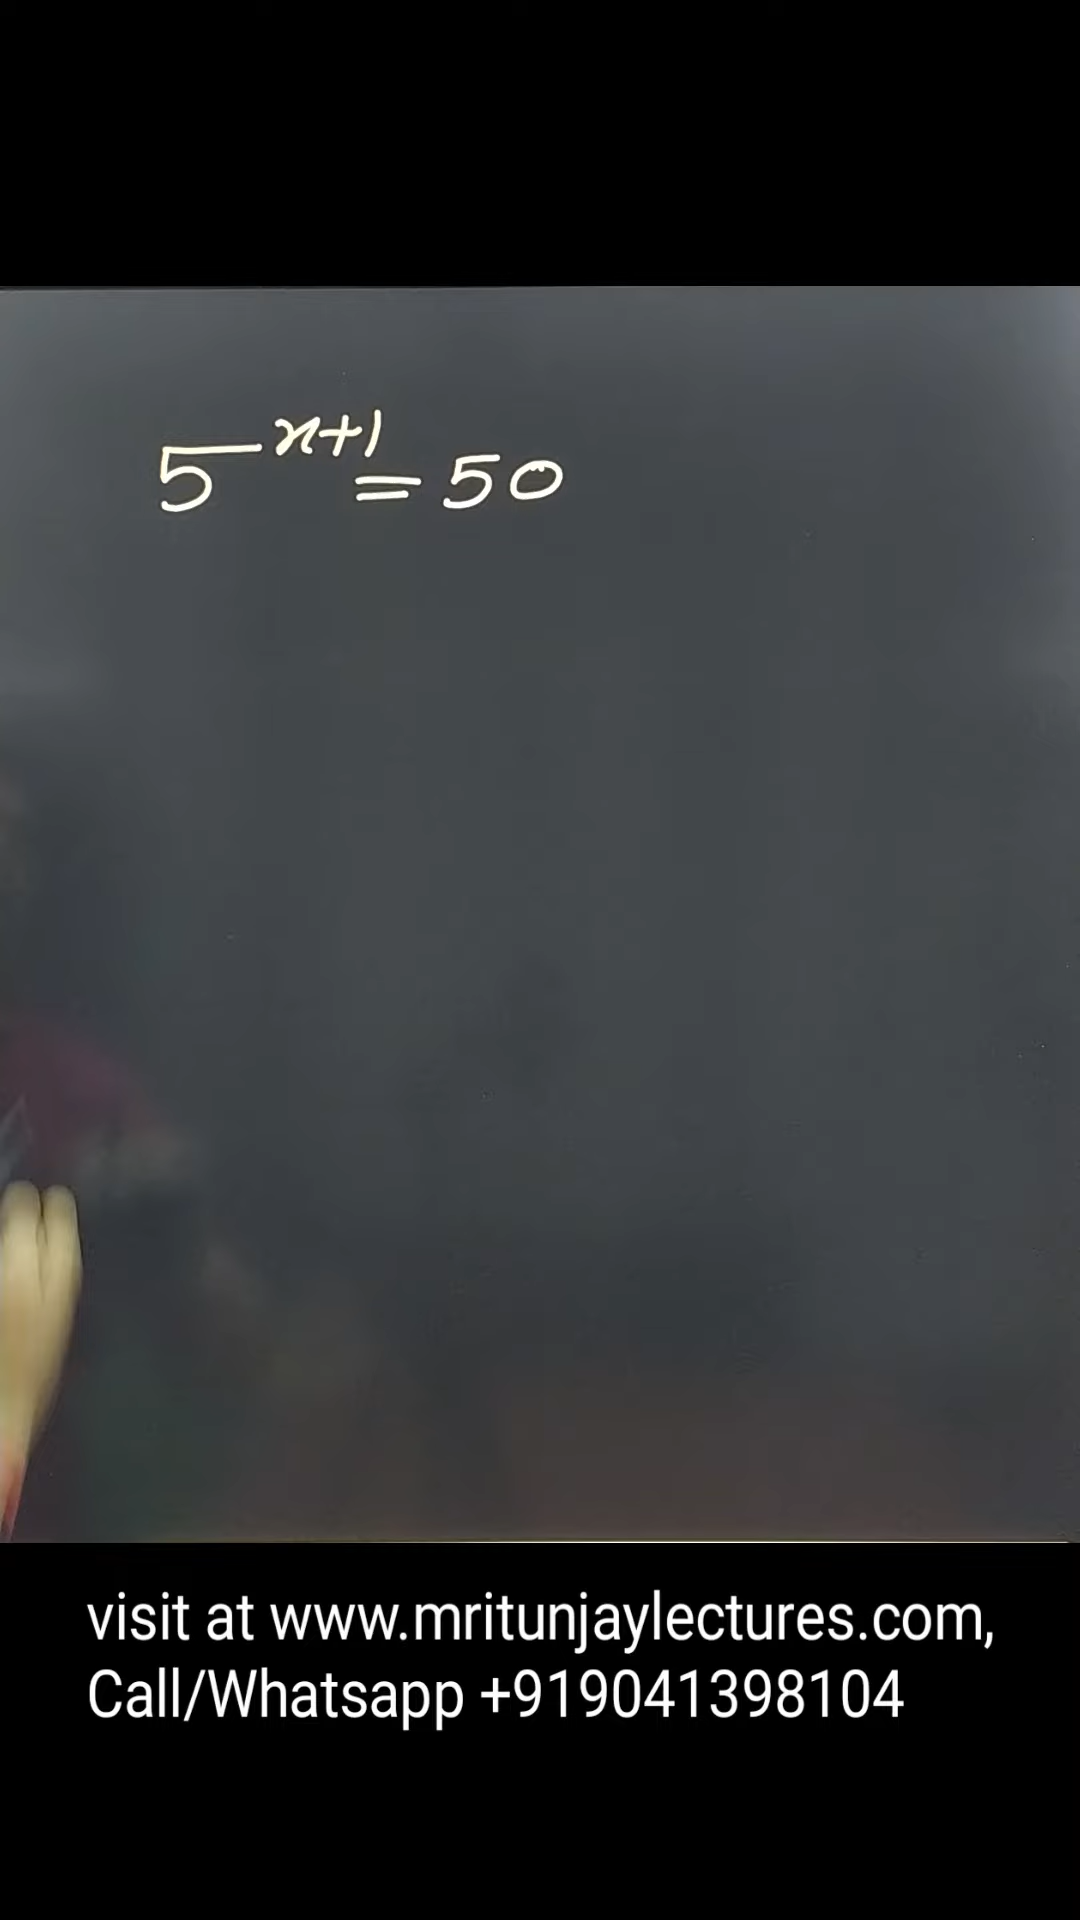 5^{x+1} = 50
visit at www.mritunjaylectures.com,
Call/Whatsapp +919041398104